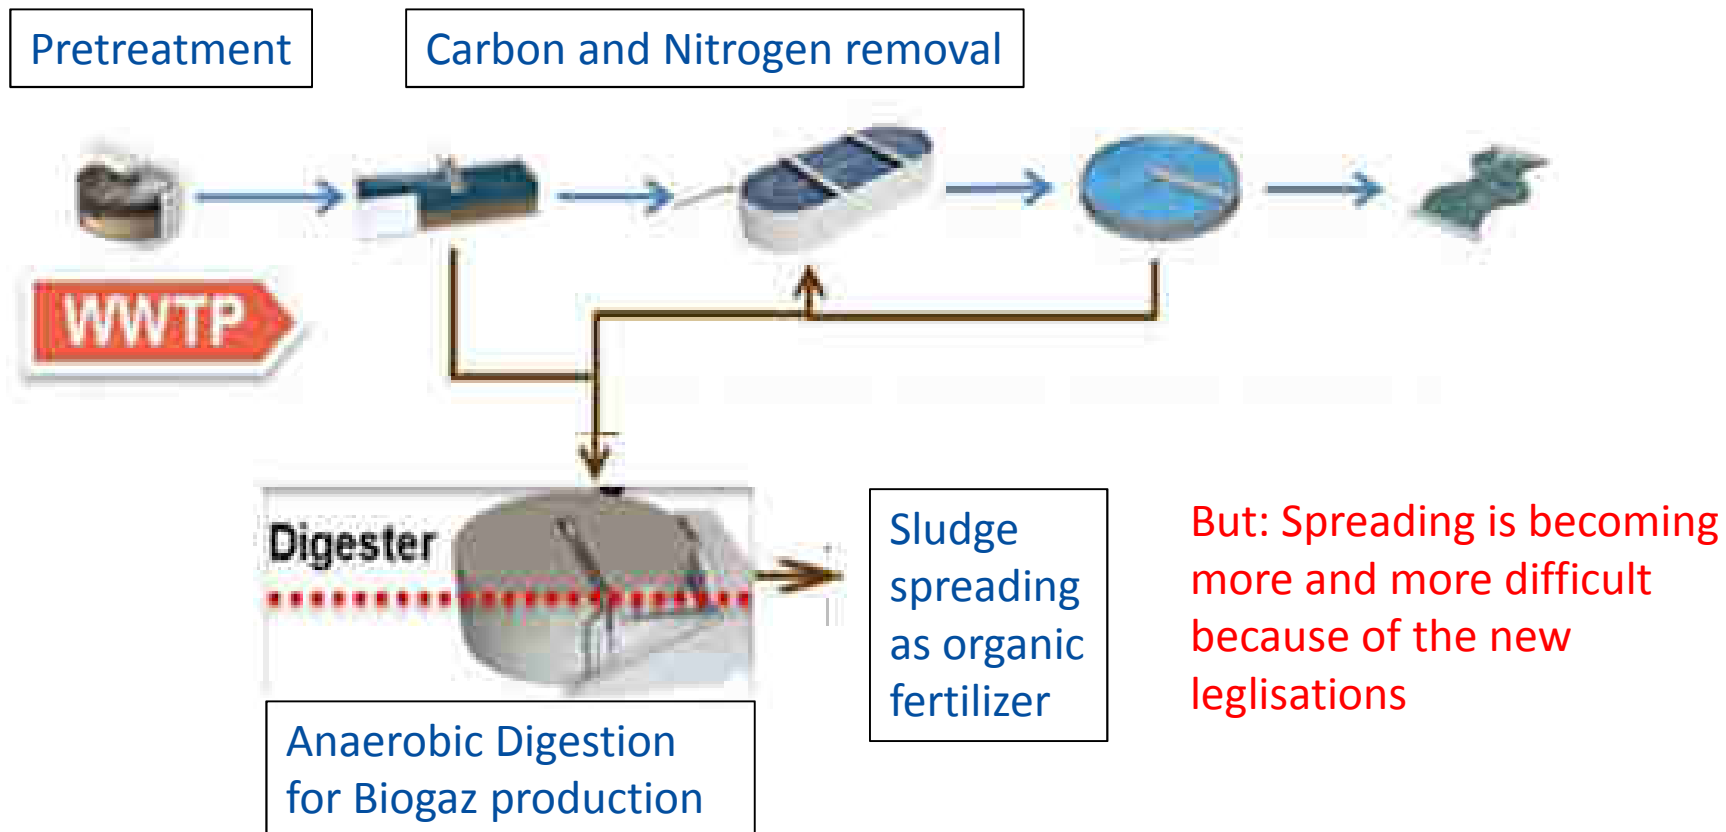 Pretreatment
Carbon and Nitrogen removal
WWTP
Digester
Sludge
spreading
as organic
fertilizer
But: Spreading is becoming
more and more difficult
because of the new
leglisations
Anaerobic Digestion
for Biogaz production